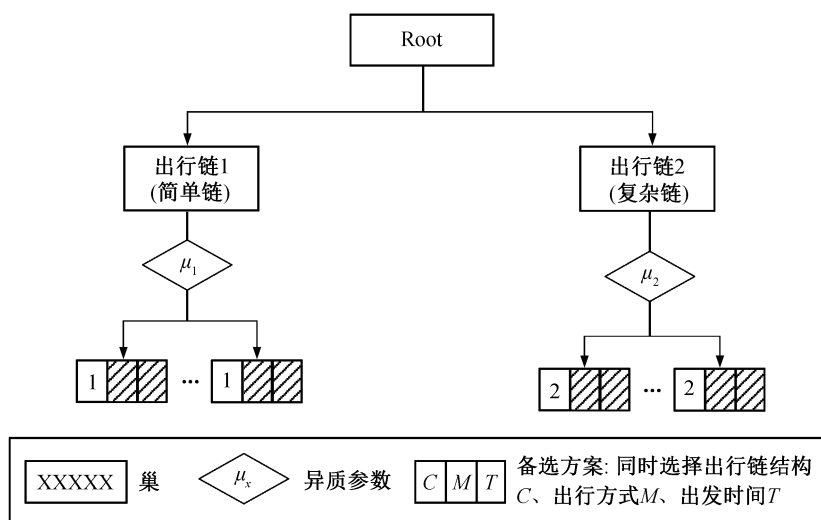 Root
出行链1
(简单链)
出行链2
(复杂链)
μ1
μ2
1 ... 1
2 ... 2
XXXXX 巢
μx 异质参数
C M T 备选方案: 同时选择出行链结构
C、出行方式M、出发时间T